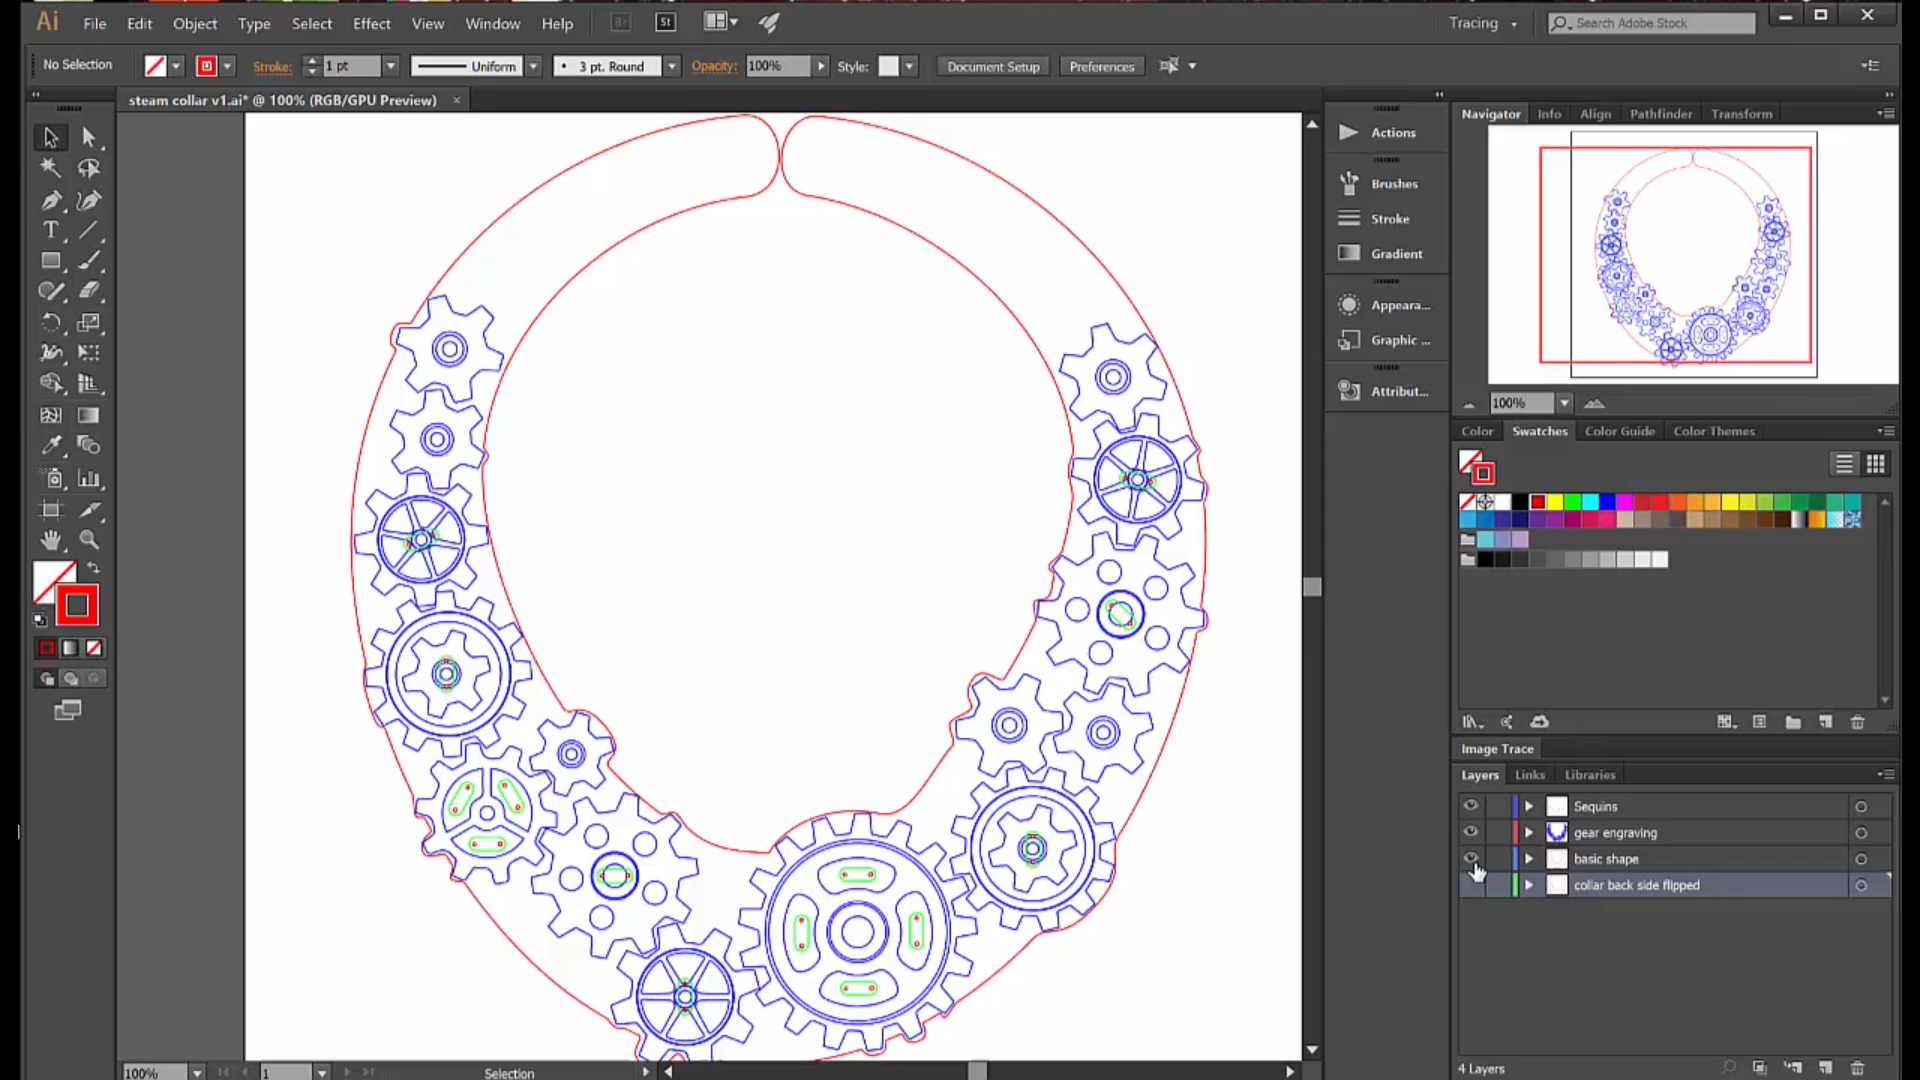 Ai File Edit Object Type Select Effect View Window Help Br St Tracing Search Adobe Stock
No Selection Stroke: 1 pt Uniform 3 pt. Round Opacity: 100% Style: Document Setup Preferences
steam collar v1.ai* @ 100% (RGB/GPU Preview) ×
Navigator Info Align Pathfinder Transform
Actions
Brushes
Stroke
Gradient
Appeara...
Graphic ...
Attribut...
100%
Color Swatches Color Guide Color Themes
Image Trace
Layers Links Libraries
Sequins
gear engraving
basic shape
collar back side flipped
4 Layers
100% 1 Selection